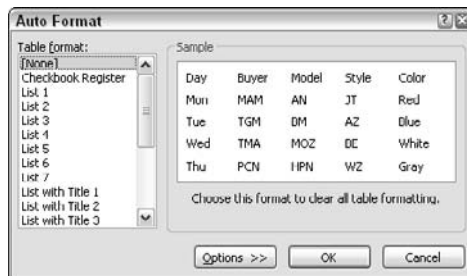 Auto Format
Table format:
[None]
Checkbook Register
List 1
List 2
List 3
List 4
List 5
List 6
List 7
List with Title 1
List with Title 2
List with Title 3
Sample
Day Buyer Model Style Color
Mon MAM AN JT Red
Tue TGM BM AZ Blue
Wed TMA MOZ BE White
Thu PCN HPN WZ Gray
Choose this format to clear all table formatting.
Options >> OK Cancel